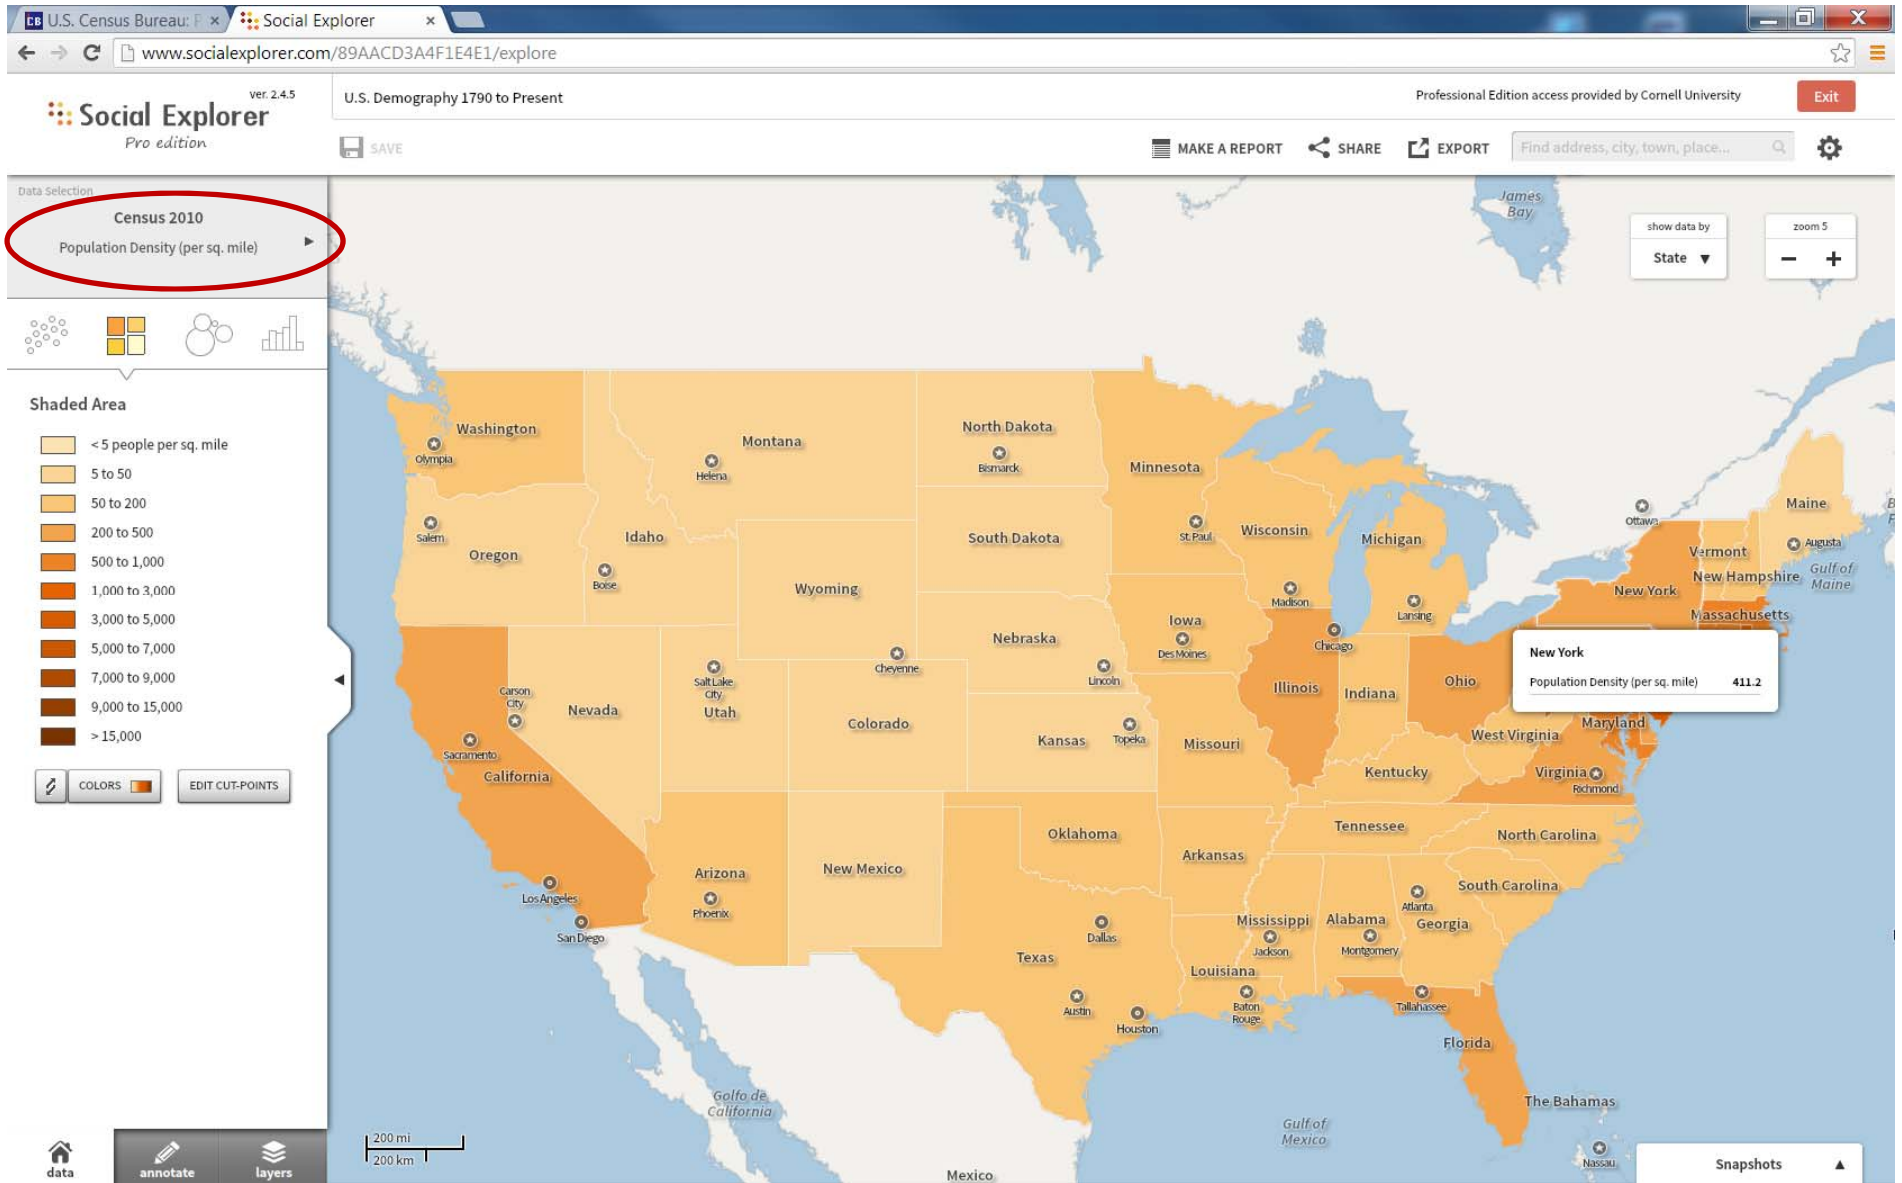 U.S. Census Bureau: P
Social Explorer
www.socialexplorer.com/89AACD3A4F1E4E1/explore
Social Explorer
ver. 2.4.5
Pro edition
U.S. Demography 1790 to Present
Professional Edition access provided by Cornell University
Exit
SAVE
MAKE A REPORT
SHARE
EXPORT
Find address, city, town, place...
Data Selection
Census 2010
Population Density (per sq. mile)
Shaded Area
< 5 people per sq. mile
5 to 50
50 to 200
200 to 500
500 to 1,000
1,000 to 3,000
3,000 to 5,000
5,000 to 7,000
7,000 to 9,000
9,000 to 15,000
> 15,000
COLORS
EDIT CUT-POINTS
data
annotate
layers
show data by
State
zoom 5
James
Bay
Washington
Olympia
Montana
Helena
North Dakota
Bismarck
Minnesota
St. Paul
Wisconsin
Madison
Michigan
Lansing
Ottawa
Maine
Augusta
Vermont
New Hampshire
Gulf of
Maine
New York
Massachusetts
Salem
Oregon
Idaho
Boise
Wyoming
Cheyenne
South Dakota
Nebraska
Lincoln
Iowa
Des Moines
Chicago
Illinois
Indiana
Ohio
New York
Population Density (per sq. mile) 411.2
Maryland
West Virginia
Virginia
Richmond
Carson
City
Nevada
Salt Lake
City
Utah
Colorado
Kansas
Topeka
Missouri
Kentucky
Sacramento
California
Tennessee
North Carolina
Oklahoma
Arkansas
Arizona
Phoenix
New Mexico
Los Angeles
San Diego
South Carolina
Atlanta
Georgia
Mississippi
Jackson
Alabama
Montgomery
Dallas
Texas
Austin
Houston
Louisiana
Baton
Rouge
Tallahassee
Florida
Golfo de
California
Gulf of
Mexico
The Bahamas
Nassau
Mexico
200 mi
200 km
Snapshots